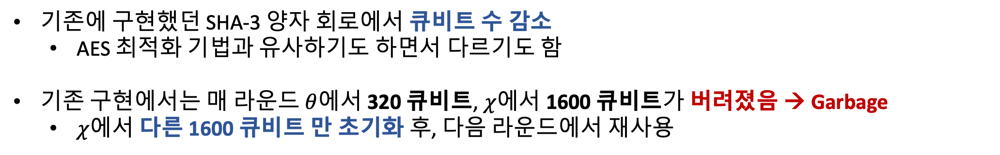 • 기존에 구현했던 SHA-3 양자 회로에서 큐비트 수 감소
• AES 최적화 기법과 유사하기도 하면서 다르기도 함
• 기존 구현에서는 매 라운드 θ에서 320 큐비트, χ에서 1600 큐비트가 버려졌음 → Garbage
• χ에서 다른 1600 큐비트 만 초기화 후, 다음 라운드에서 재사용